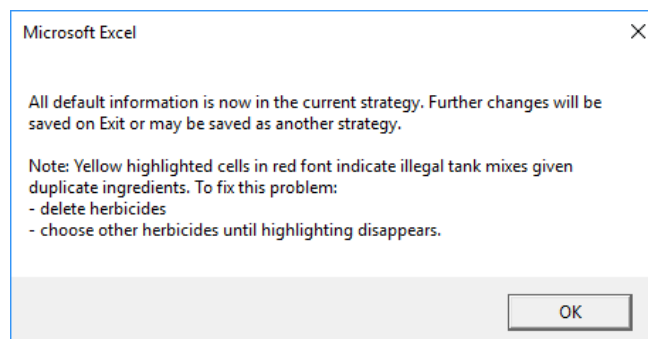 Microsoft Excel
All default information is now in the current strategy. Further changes will be
saved on Exit or may be saved as another strategy.
Note: Yellow highlighted cells in red font indicate illegal tank mixes given
duplicate ingredients. To fix this problem:
- delete herbicides
- choose other herbicides until highlighting disappears.
OK